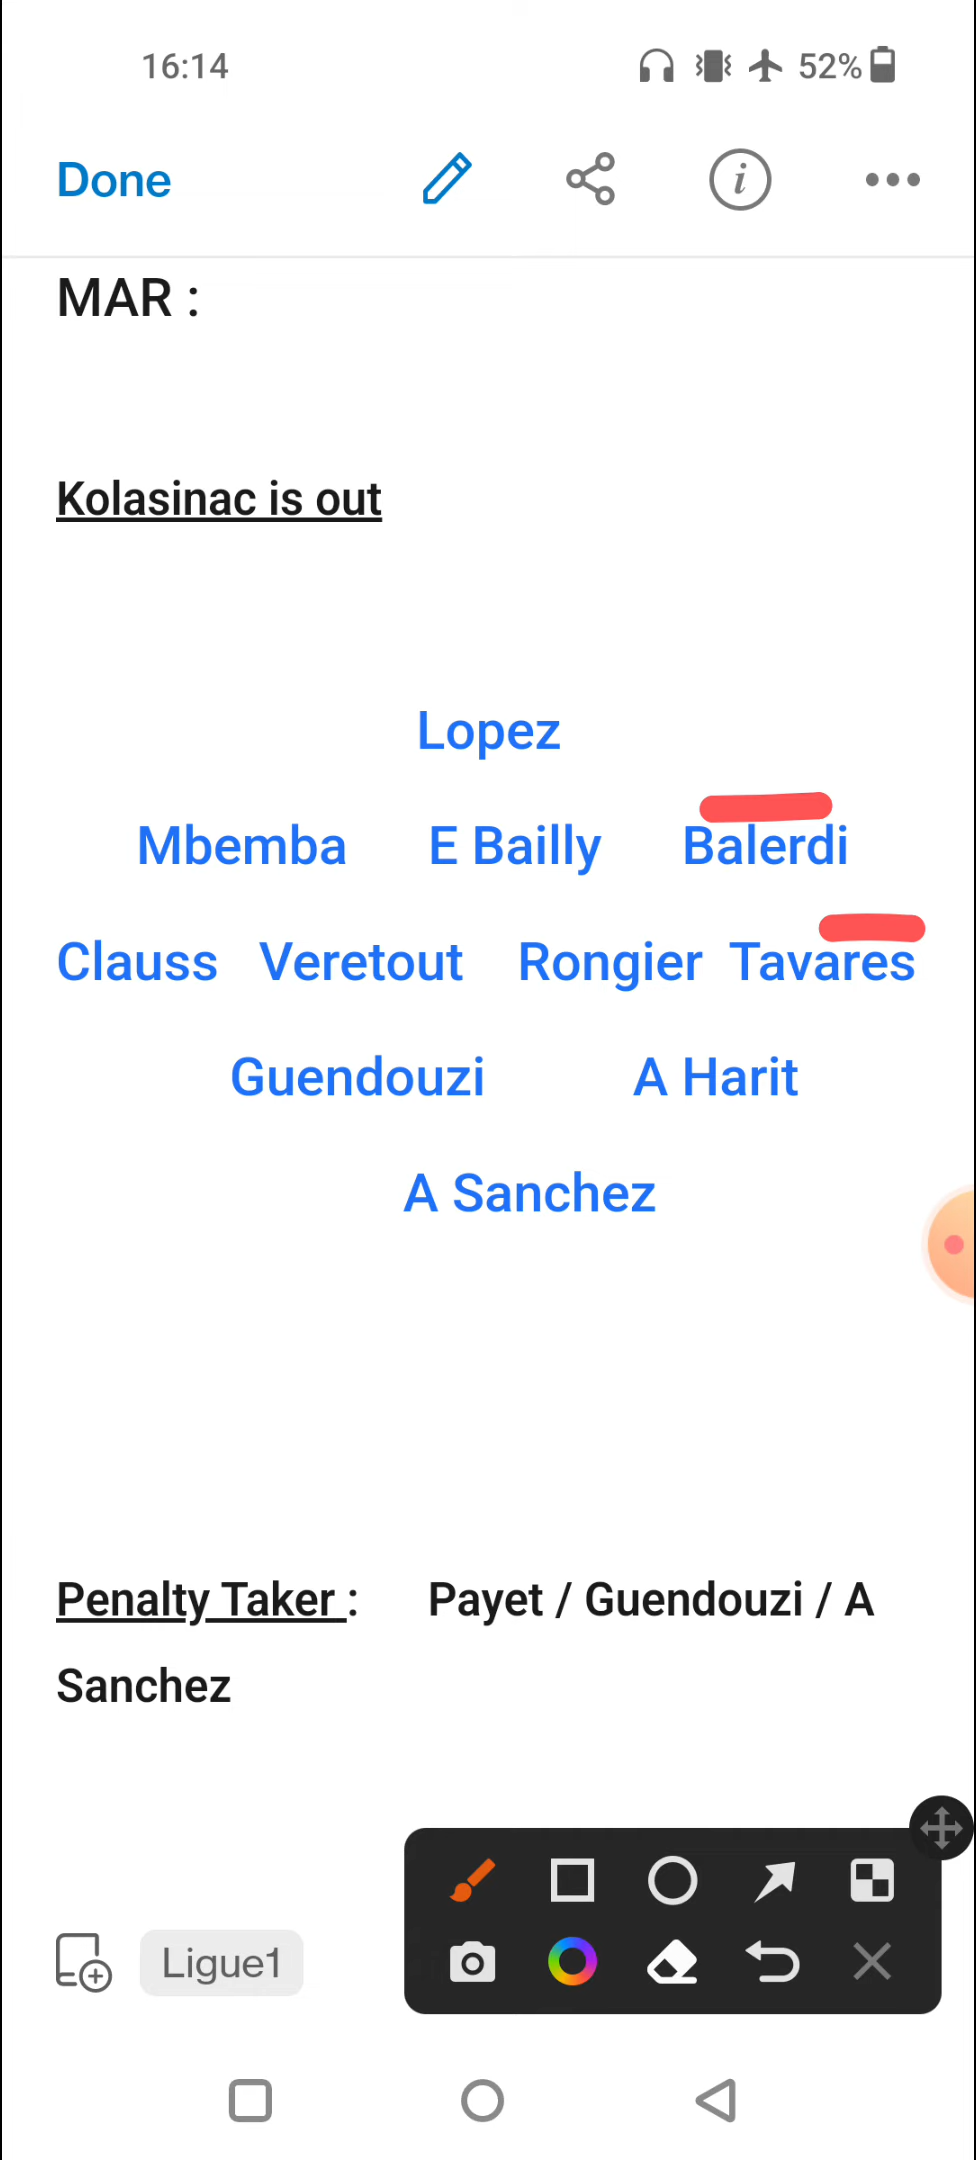 16:14 52%
Done
MAR :
Kolasinac is out
Lopez
Mbemba E Bailly Balerdi
Clauss Veretout Rongier Tavares
Guendouzi A Harit
A Sanchez
Penalty Taker : Payet / Guendouzi / A
Sanchez
Ligue1